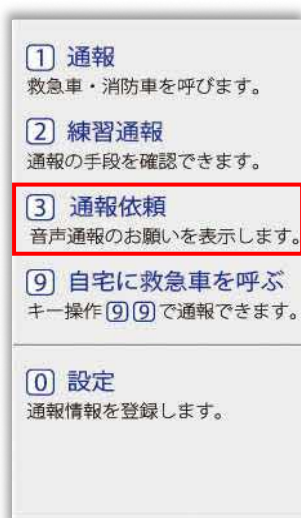 1 通報
救急車・消防車を呼びます。
2 練習通報
通報の手段を確認できます。
3 通報依頼
音声通報のお願いを表示します。
9 自宅に救急車を呼ぶ
キー操作99で通報できます。
0 設定
通報情報を登録します。